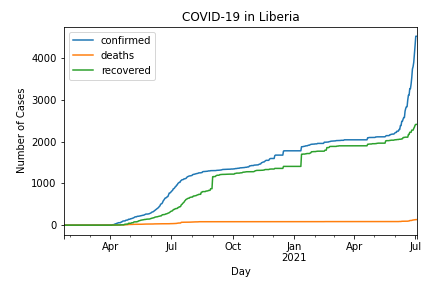 COVID-19 in Liberia
confirmed
deaths
recovered
Number of Cases
4000
3000
2000
1000
0
Apr
Jul
Oct
Jan
2021
Apr
Jul
Day